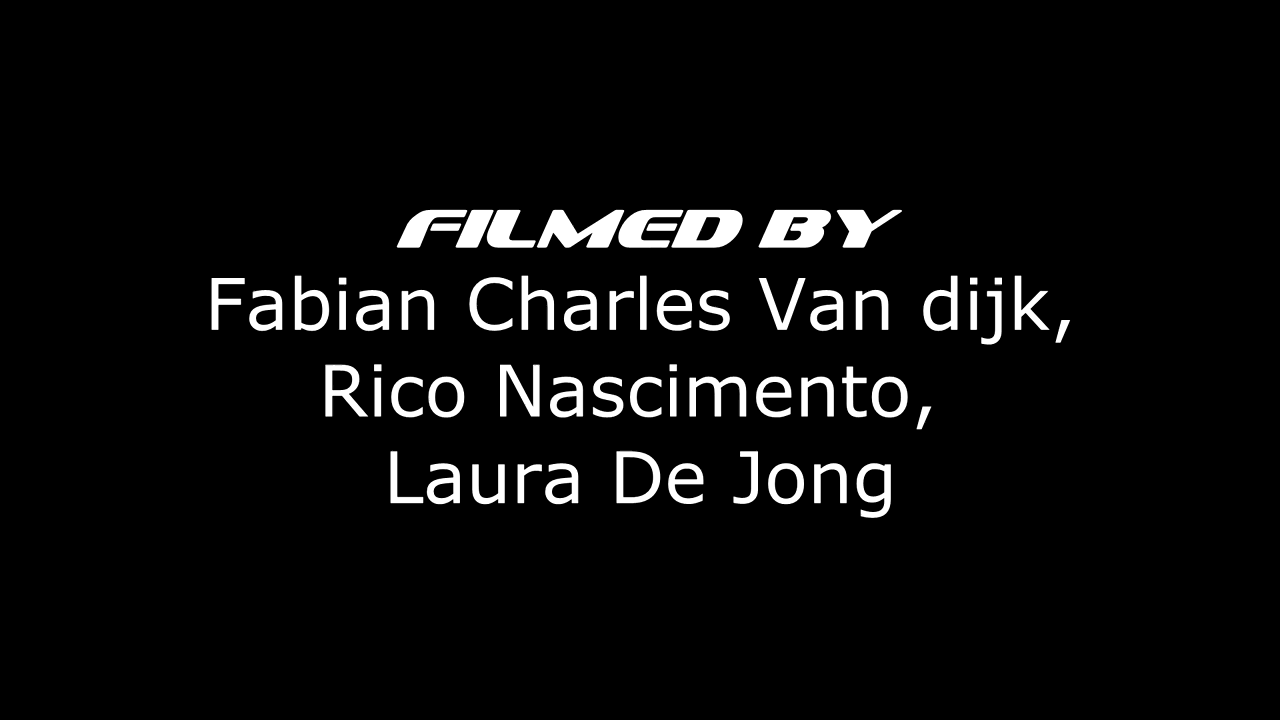 FILMED BY
Fabian Charles Van dijk,
Rico Nascimento,
Laura De Jong